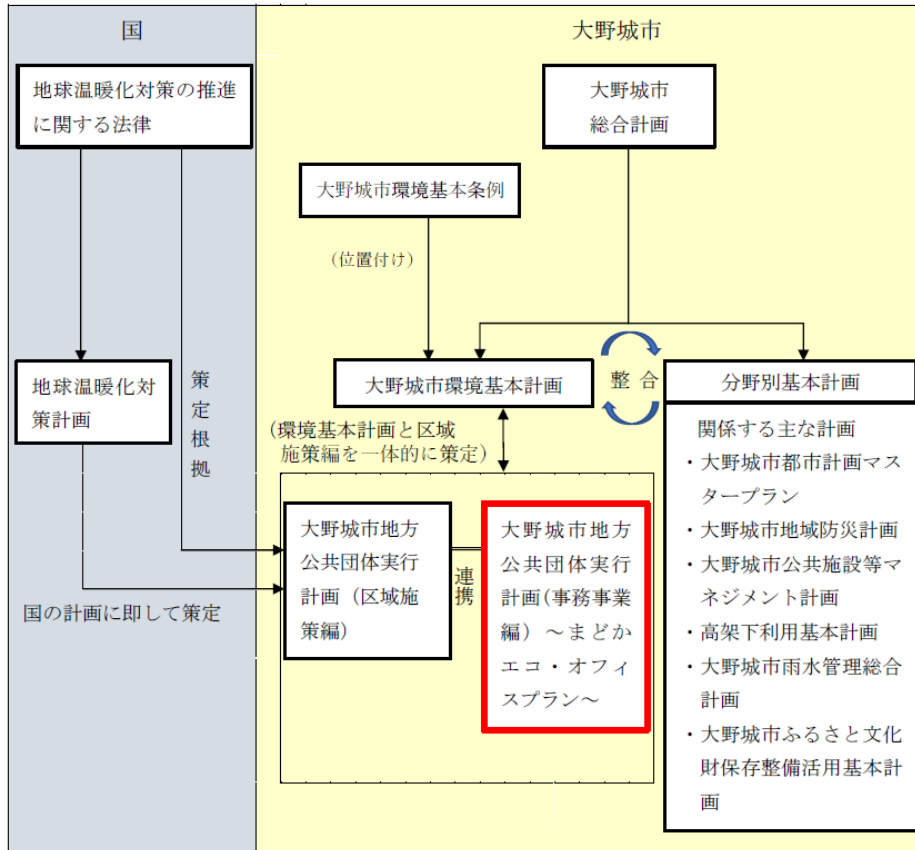 国
地球温暖化対策の推進
に関する法律
地球温暖化対
策計画
策定根拠
国の計画に即して策定
大野城市
大野城市
総合計画
大野城市環境基本条例
（位置付け）
大野城市環境基本計画
整合
（環境基本計画と区域
施策編を一体的に策定）
大野城市地方
公共団体実行
計画（区域施
策編）
連携
大野城市地方
公共団体実行
計画(事務事業
編）～まどか
エコ・オフィ
スプラン～
分野別基本計画
関係する主な計画
・大野城市都市計画マス
タープラン
・大野城市地域防災計画
・大野城市公共施設等マ
ネジメント計画
・高架下利用基本計画
・大野城市雨水管理総合
計画
・大野城市ふるさと文化
財保存整備活用基本計
画